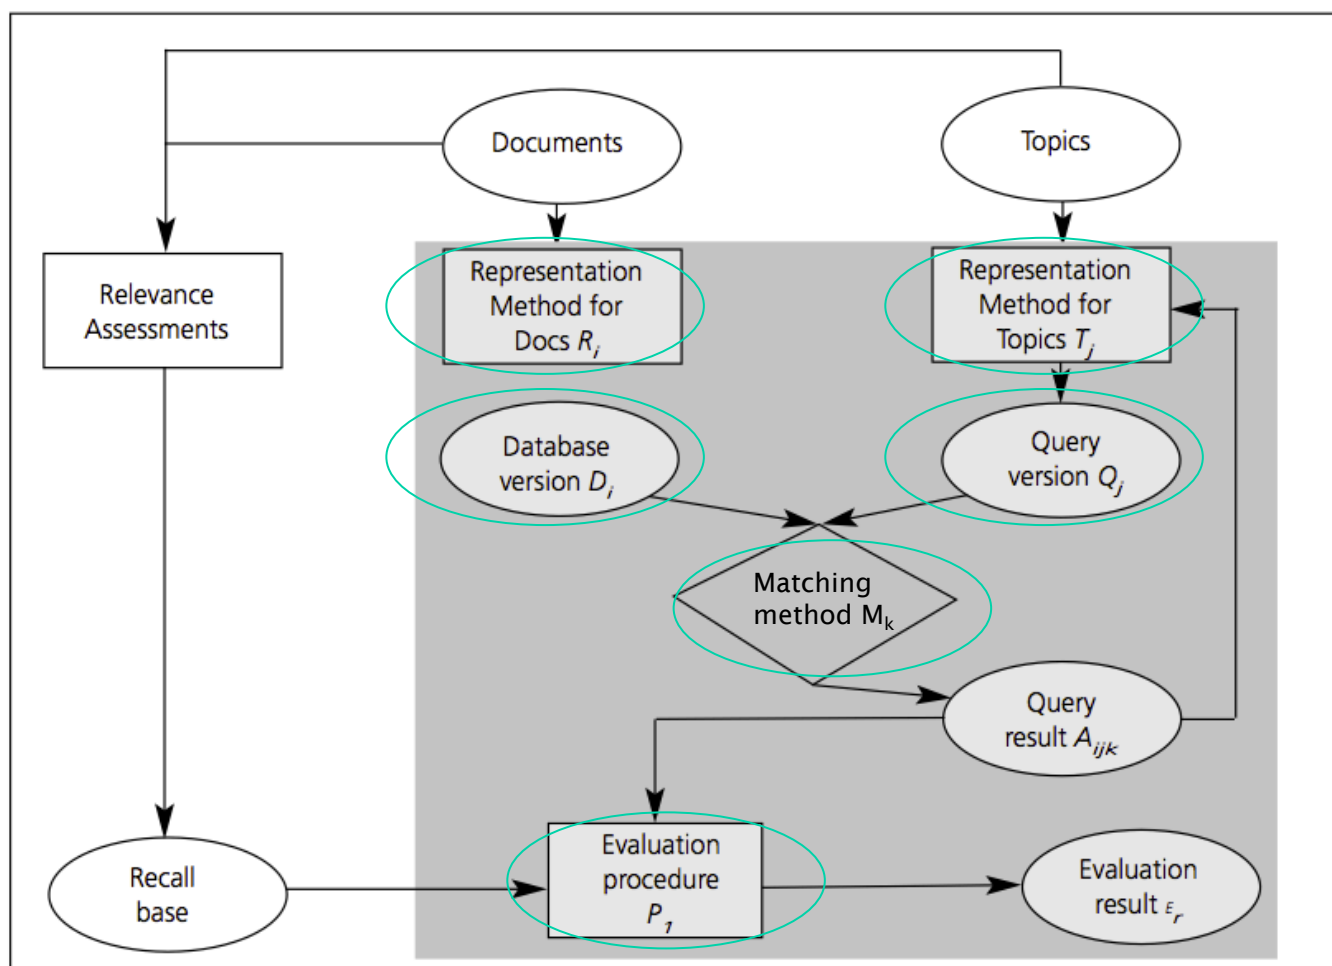 Documents
Topics
Relevance
Assessments
Representation
Method for
Docs R_i
Representation
Method for
Topics T_j
Database
version D_i
Query
version Q_j
Matching
method M_k
Query
result A_ijk
Recall
base
Evaluation
procedure
P_1
Evaluation
result E_r